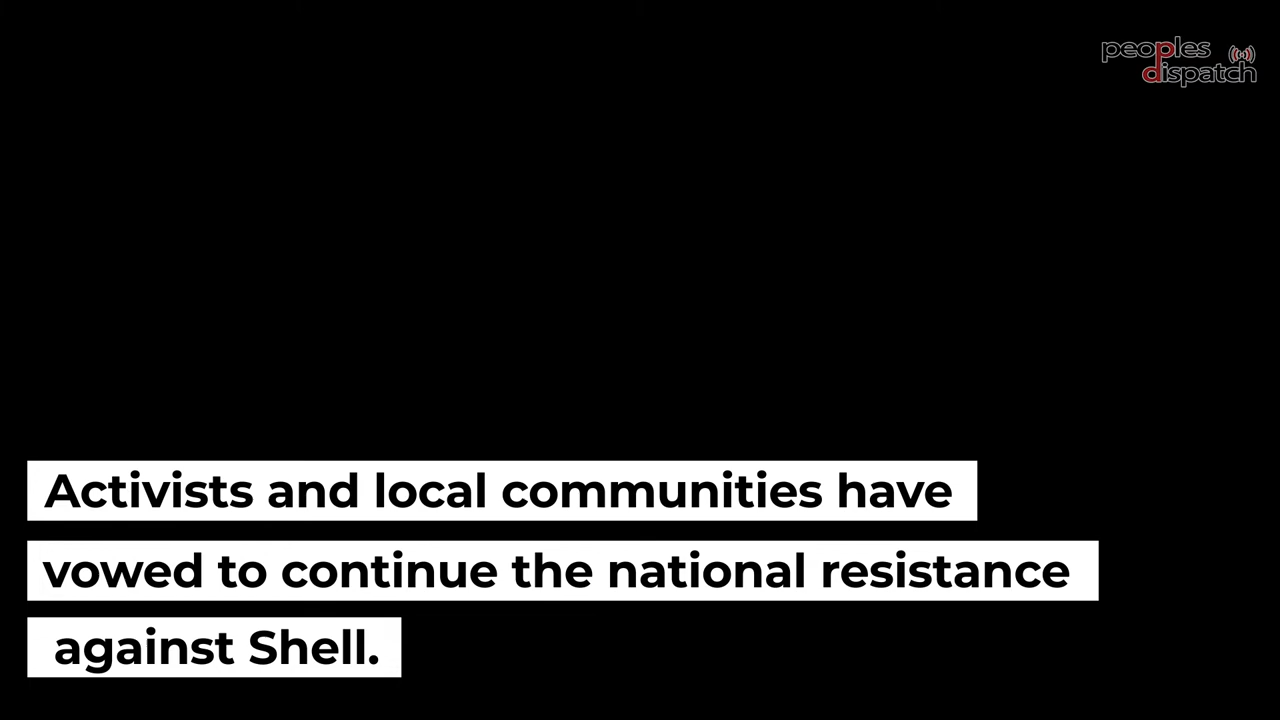 peoples
dispatch
Activists and local communities have
vowed to continue the national resistance
against Shell.